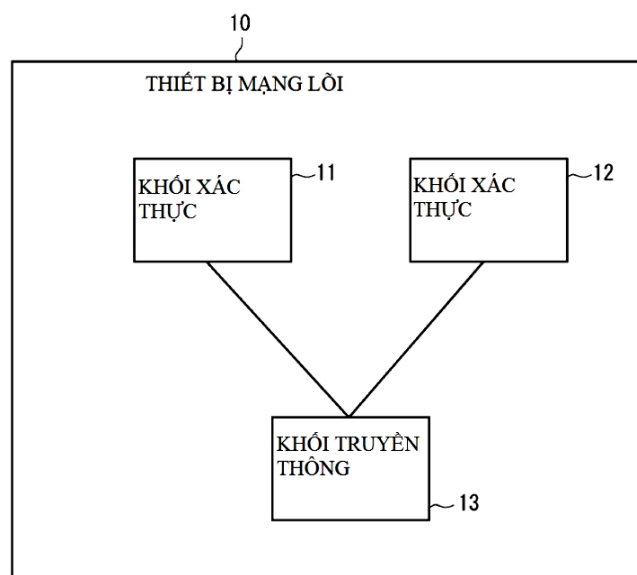 10
THIẾT BỊ MẠNG LÕI
11
12
KHỐI XÁC
THỰC
KHỐI XÁC
THỰC
KHỐI TRUYỀN
THÔNG
13